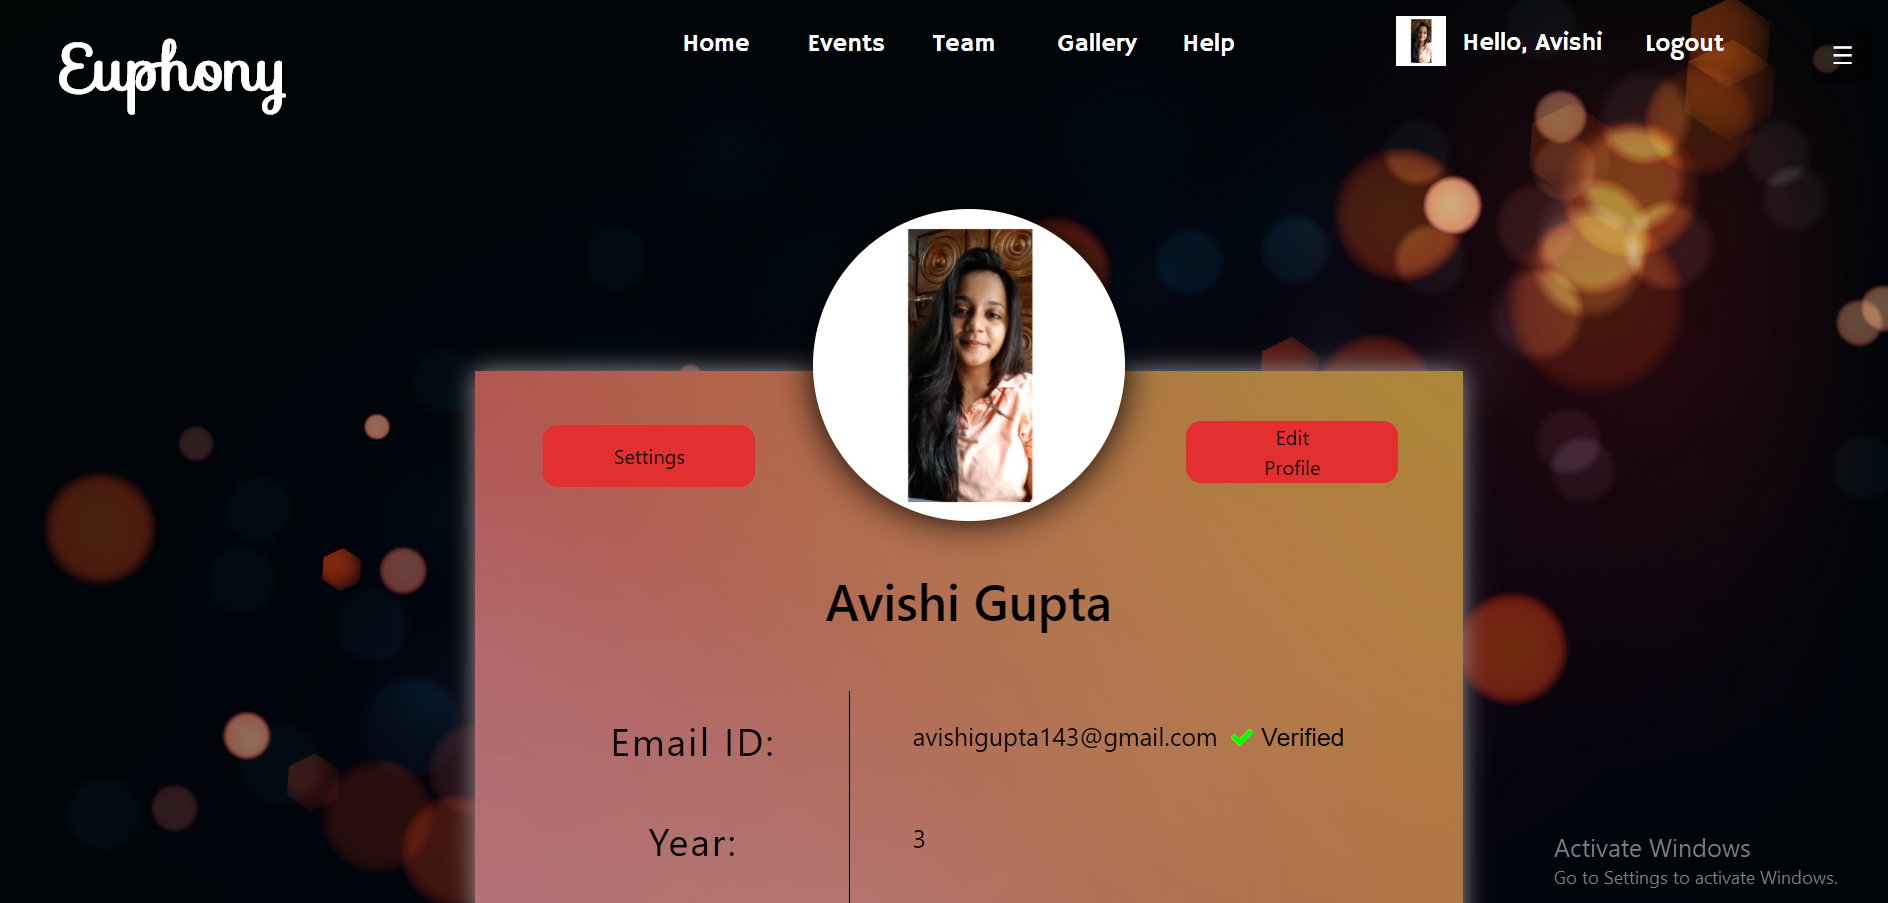 Euphony
Home Events Team Gallery Help
Hello, Avishi Logout
Settings
Edit
Profile
Avishi Gupta
Email ID: avishigupta143@gmail.com Verified
Year: 3
Activate Windows
Go to Settings to activate Windows.